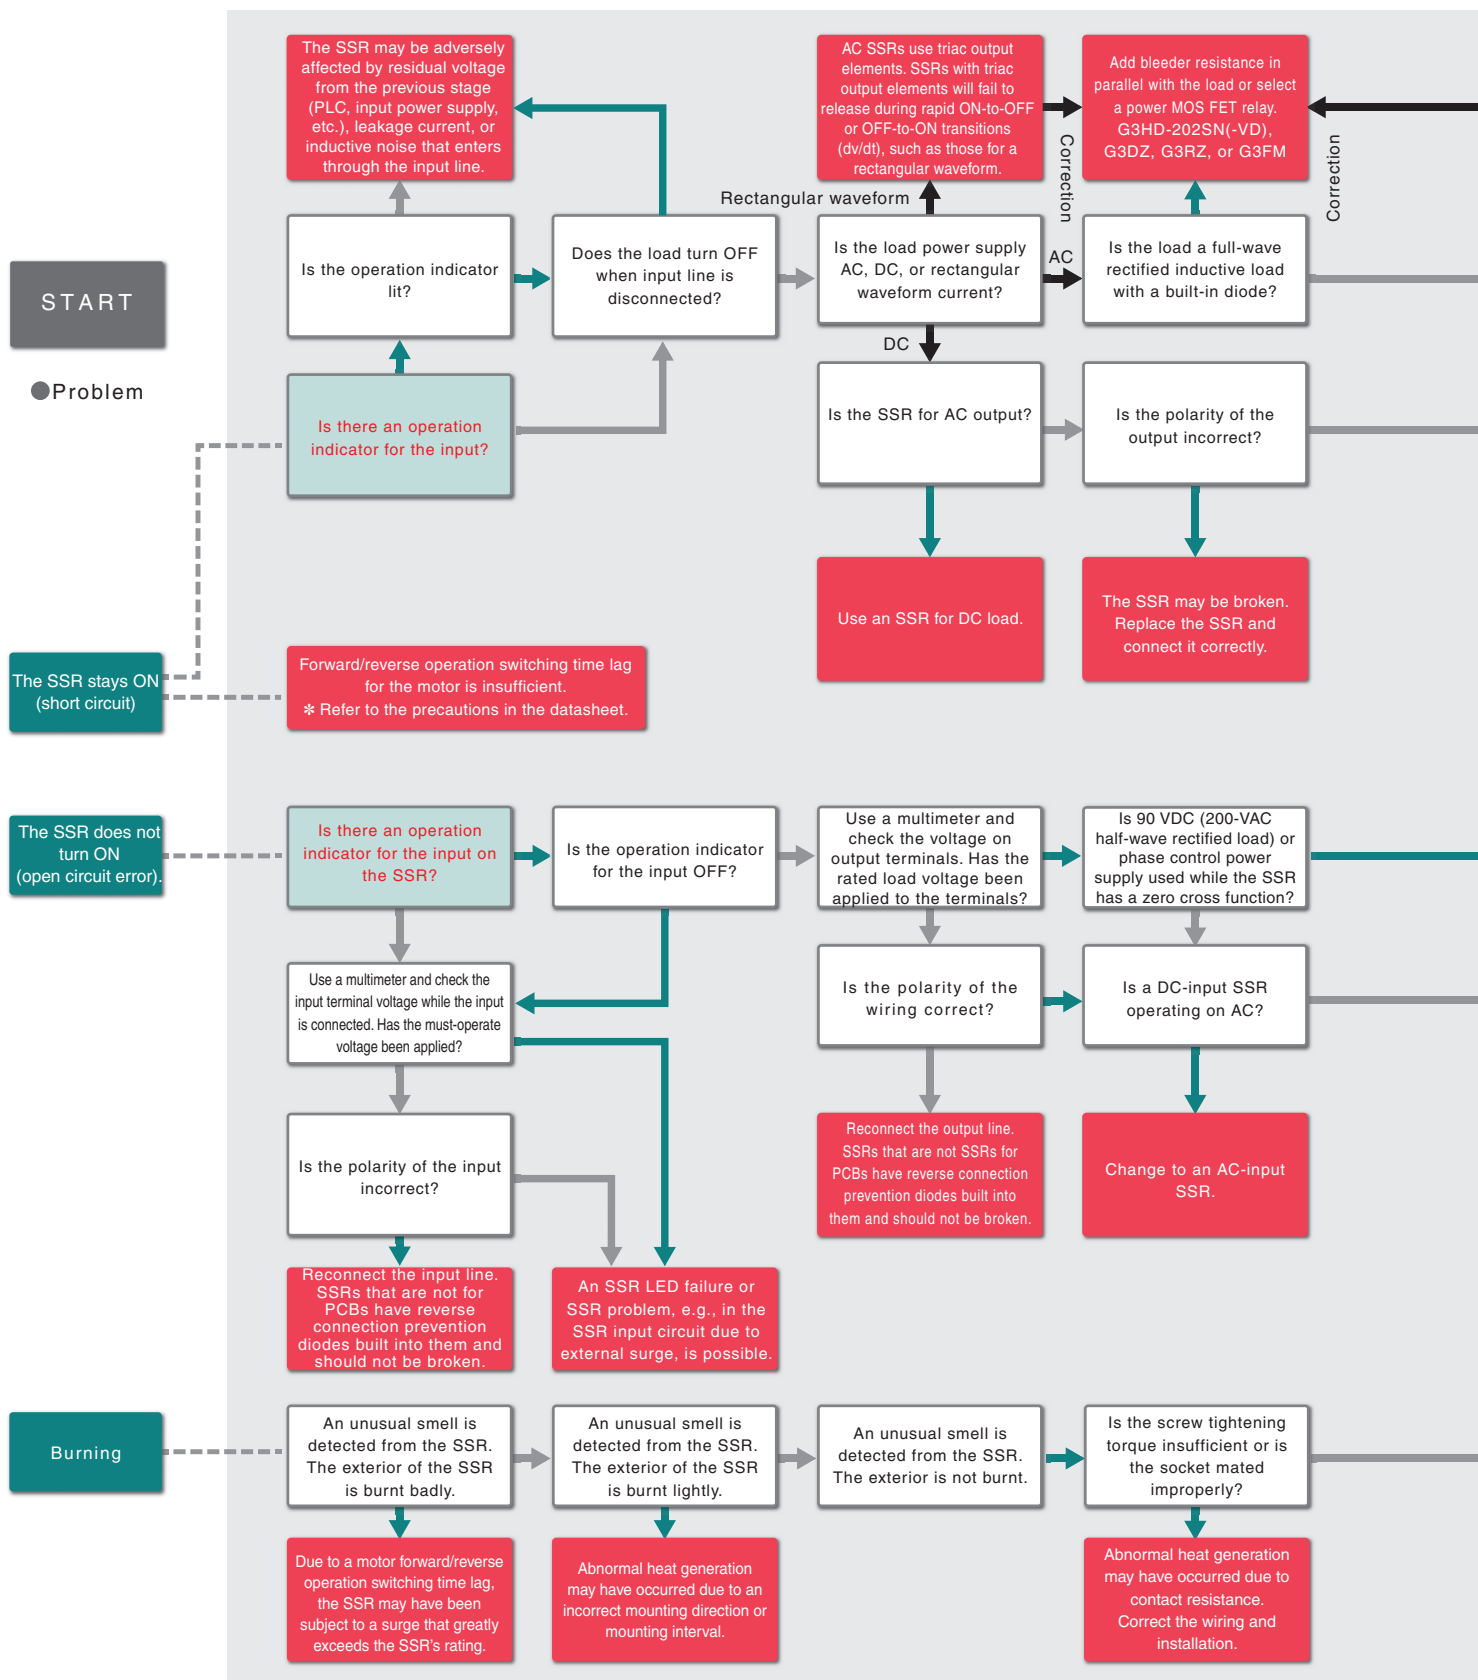 START
●Problem
The SSR may be adversely
affected by residual voltage
from the previous stage
(PLC, input power supply,
etc.), leakage current, or
inductive noise that enters
through the input line.
AC SSRs use triac output
elements. SSRs with triac
output elements will fail to
release during rapid ON-to-OFF
or OFF-to-ON transitions
(dv/dt), such as those for a
rectangular waveform.
Correction
Add bleeder resistance in
parallel with the load or select
a power MOS FET relay.
G3HD-202SN(-VD),
G3DZ, G3RZ, or G3FM
Correction
Rectangular waveform
Is the operation indicator
lit?
Does the load turn OFF
when input line is
disconnected?
Is the load power supply
AC, DC, or rectangular
waveform current?
AC
Is the load a full-wave
rectified inductive load
with a built-in diode?
DC
Is there an operation
indicator for the input?
Is the SSR for AC output?
Is the polarity of the
output incorrect?
Use an SSR for DC load.
The SSR may be broken.
Replace the SSR and
connect it correctly.
The SSR stays ON
(short circuit)
Forward/reverse operation switching time lag
for the motor is insufficient.
✽ Refer to the precautions in the datasheet.
The SSR does not
turn ON
(open circuit error).
Is there an operation
indicator for the input on
the SSR?
Is the operation indicator
for the input OFF?
Use a multimeter and
check the voltage on
output terminals. Has the
rated load voltage been
applied to the terminals?
Is 90 VDC (200-VAC
half-wave rectified load) or
phase control power
supply used while the SSR
has a zero cross function?
Use a multimeter and check the
input terminal voltage while the input
is connected. Has the must-operate
voltage been applied?
Is the polarity of the
wiring correct?
Is a DC-input SSR
operating on AC?
Is the polarity of the input
incorrect?
Reconnect the output line.
SSRs that are not SSRs for
PCBs have reverse connection
prevention diodes built into
them and should not be broken.
Change to an AC-input
SSR.
Reconnect the input line.
SSRs that are not for
PCBs have reverse
connection prevention
diodes built into them and
should not be broken.
An SSR LED failure or
SSR problem, e.g., in the
SSR input circuit due to
external surge, is possible.
Burning
An unusual smell is
detected from the SSR.
The exterior of the SSR
is burnt badly.
An unusual smell is
detected from the SSR.
The exterior of the SSR
is burnt lightly.
An unusual smell is
detected from the SSR.
The exterior is not burnt.
Is the screw tightening
torque insufficient or is
the socket mated
improperly?
Due to a motor forward/reverse
operation switching time lag,
the SSR may have been
subject to a surge that greatly
exceeds the SSR's rating.
Abnormal heat generation
may have occurred due to an
incorrect mounting direction or
mounting interval.
Abnormal heat generation
may have occurred due to
contact resistance.
Correct the wiring and
installation.